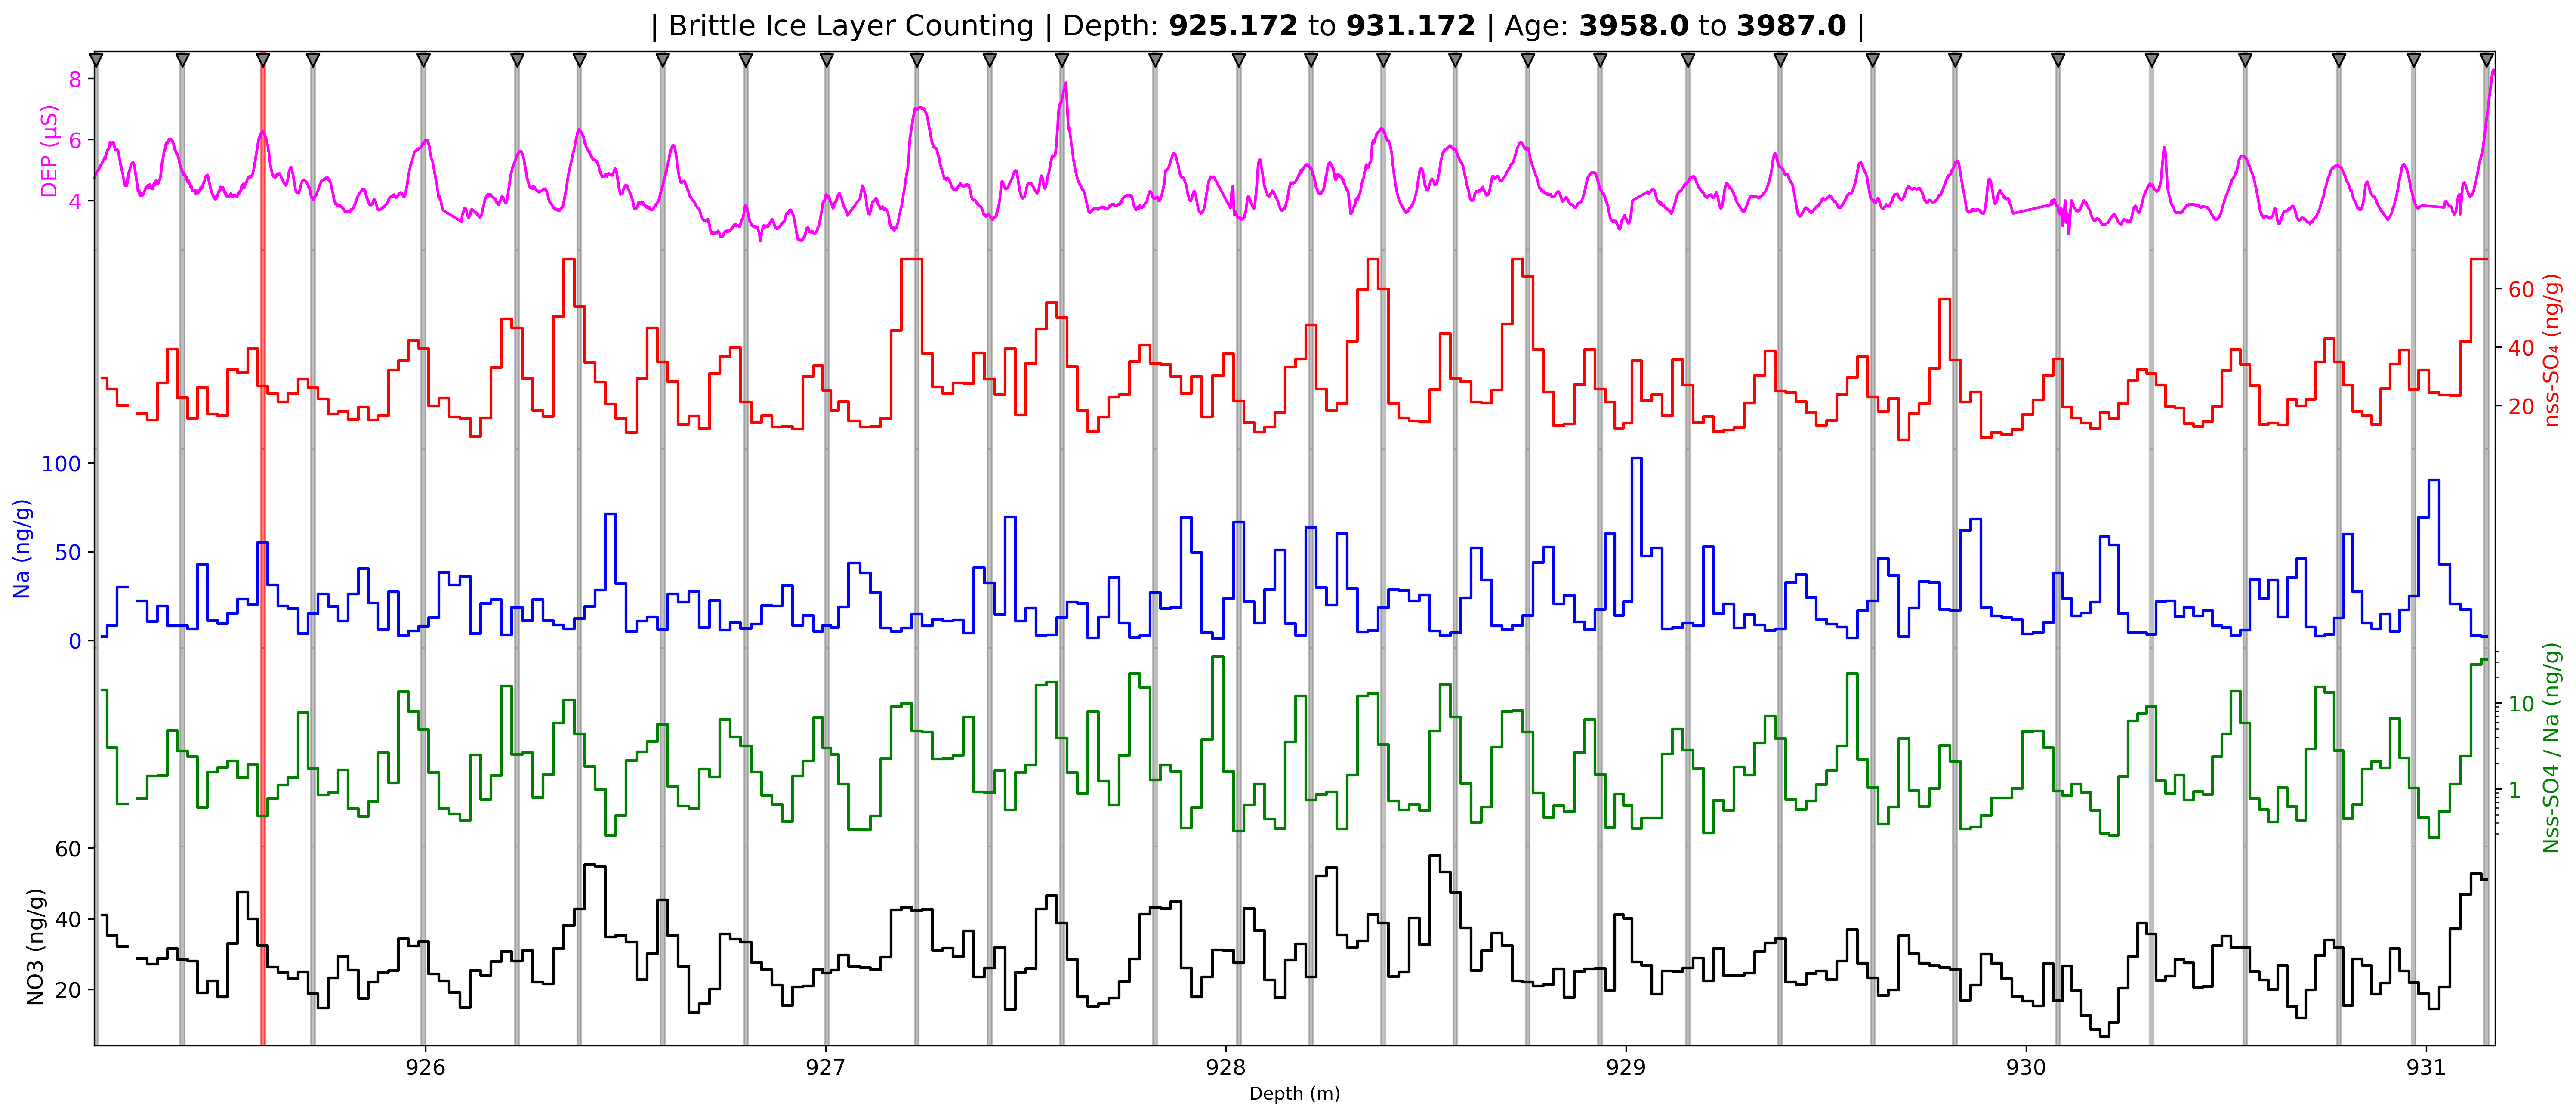 | Brittle Ice Layer Counting | Depth: 925.172 to 931.172 | Age: 3958.0 to 3987.0 |
8
6
4
DEP (μS)
60
40
20
nss-SO₄ (ng/g)
100
50
0
Na (ng/g)
10
1
Nss-SO4 / Na (ng/g)
60
40
20
NO3 (ng/g)
926 927 928 929 930 931
Depth (m)